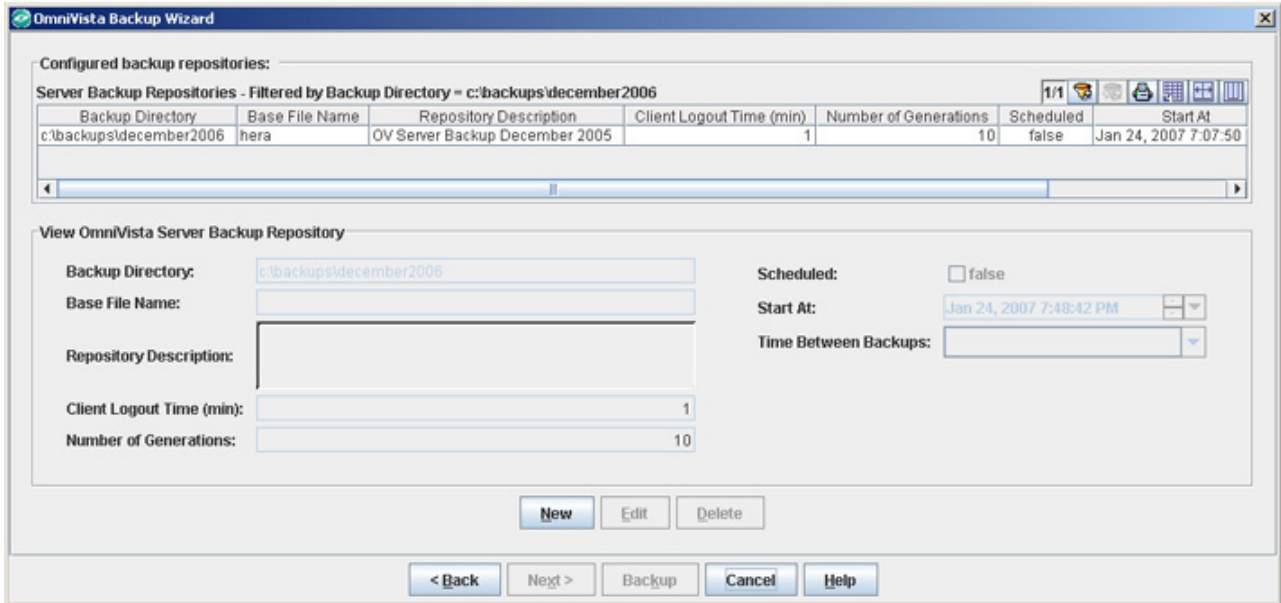 OmniVista Backup Wizard
Configured backup repositories:
Server Backup Repositories - Filtered by Backup Directory = c:\backups\december2006
1/1
Backup Directory Base File Name Repository Description Client Logout Time (min) Number of Generations Scheduled Start At
c:\backups\december2006 hera OV Server Backup December 2005 1 10 false Jan 24, 2007 7:07:50
View OmniVista Server Backup Repository
Backup Directory: c:\backups\december2006
Base File Name:
Repository Description:
Client Logout Time (min): 1
Number of Generations: 10
Scheduled: false
Start At: Jan 24, 2007 7:48:42 PM
Time Between Backups:
New Edit Delete
< Back Next > Backup Cancel Help